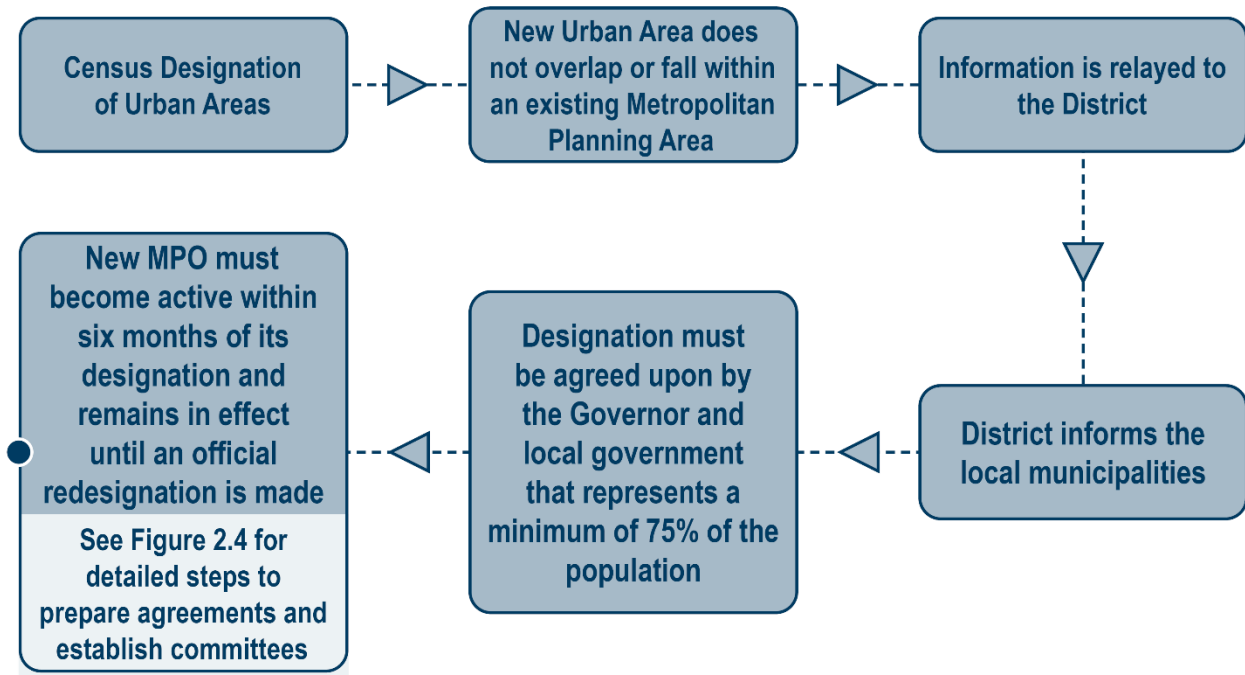 Census Designation
of Urban Areas
New Urban Area does
not overlap or fall within
an existing Metropolitan
Planning Area
Information is relayed to
the District
District informs the
local municipalities
Designation must
be agreed upon by
the Governor and
local government
that represents a
minimum of 75% of the
population
New MPO must
become active within
six months of its
designation and
remains in effect
until an official
redesignation is made
See Figure 2.4 for
detailed steps to
prepare agreements and
establish committees